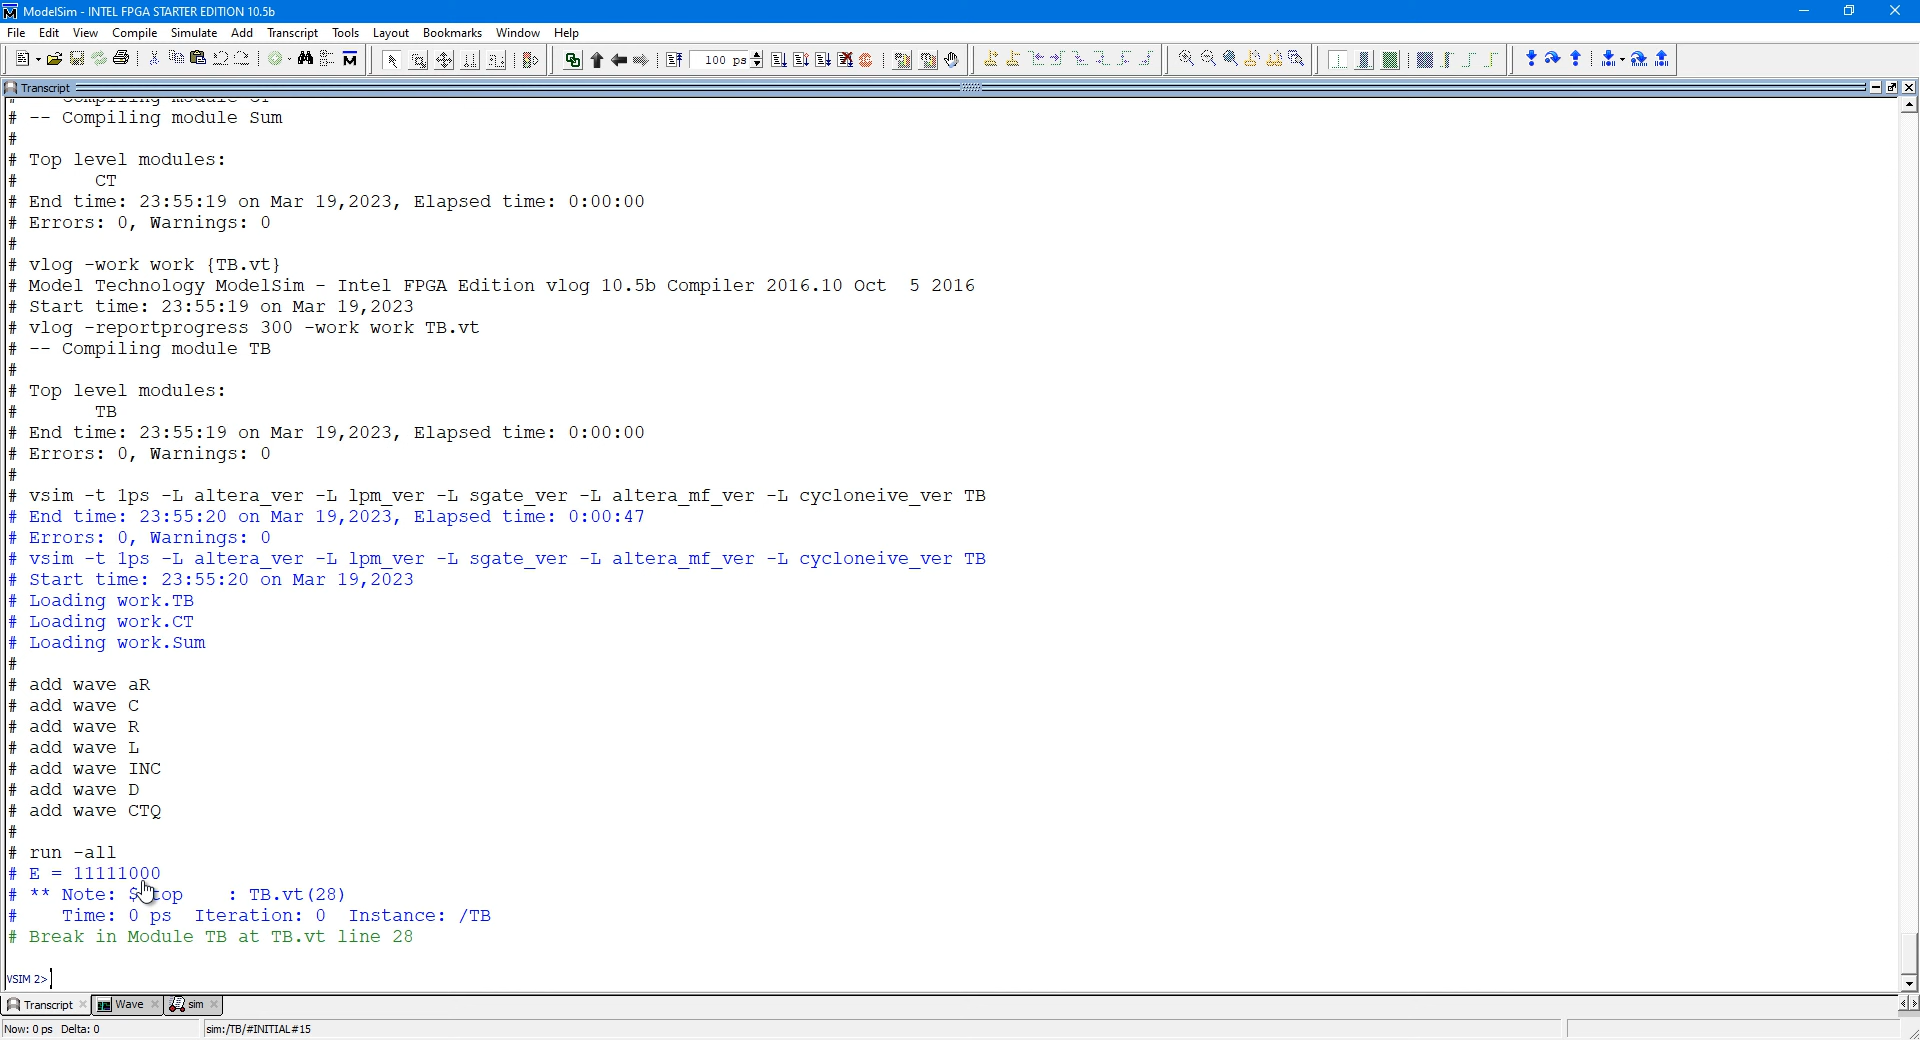 ModelSim - INTEL FPGA STARTER EDITION 10.5b
File Edit View Compile Simulate Add Transcript Tools Layout Bookmarks Window Help
100 ps
Transcript
# -- Compiling module CT
# -- Compiling module Sum
#
# Top level modules:
# CT
# End time: 23:55:19 on Mar 19,2023, Elapsed time: 0:00:00
# Errors: 0, Warnings: 0
#
# vlog -work work {TB.vt}
# Model Technology ModelSim - Intel FPGA Edition vlog 10.5b Compiler 2016.10 Oct  5 2016
# Start time: 23:55:19 on Mar 19,2023
# vlog -reportprogress 300 -work work TB.vt
# -- Compiling module TB
#
# Top level modules:
# TB
# End time: 23:55:19 on Mar 19,2023, Elapsed time: 0:00:00
# Errors: 0, Warnings: 0
#
# vsim -t 1ps -L altera_ver -L lpm_ver -L sgate_ver -L altera_mf_ver -L cycloneive_ver TB
# End time: 23:55:20 on Mar 19,2023, Elapsed time: 0:00:47
# Errors: 0, Warnings: 0
# vsim -t 1ps -L altera_ver -L lpm_ver -L sgate_ver -L altera_mf_ver -L cycloneive_ver TB
# Start time: 23:55:20 on Mar 19,2023
# Loading work.TB
# Loading work.CT
# Loading work.Sum
#
# add wave aR
# add wave C
# add wave R
# add wave L
# add wave INC
# add wave D
# add wave CTQ
#
# run -all
# E = 11111000
# ** Note: $stop    : TB.vt(28)
#    Time: 0 ps  Iteration: 0  Instance: /TB
# Break in Module TB at TB.vt line 28
VSIM 2>
Transcript Wave sim
Now: 0 ps Delta: 0 sim:/TB/#INITIAL#15